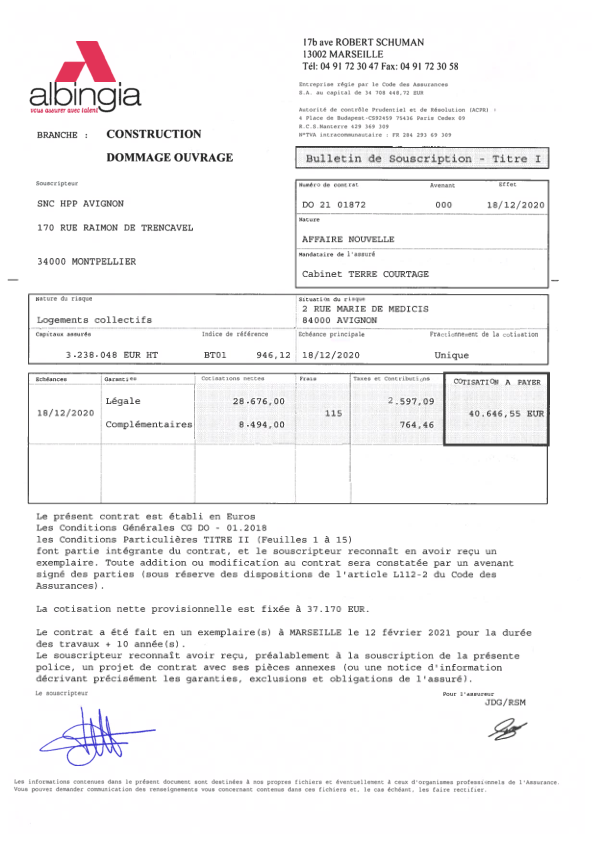 17b ave ROBERT SCHUMAN
13002 MARSEILLE
Tél: 04 91 72 30 47 Fax: 04 91 72 30 58
albingia
vous assurer avec talent
Entreprise régie par le Code des Assurances
S.A. au capital de 34 708 448,72 EUR
Autorité de contrôle Prudentiel et de Résolution (ACPR) :
4 Place de Budapest-CS92459 75436 Paris Cedex 09
R.C.S.Nanterre 429 369 309
N°TVA intracommunautaire : FR 284 293 69 309
BRANCHE : CONSTRUCTION
DOMMAGE OUVRAGE
Bulletin de Souscription - Titre I
Souscripteur
SNC HPP AVIGNON
170 RUE RAIMON DE TRENCAVEL
34000 MONTPELLIER
Numéro de contrat Avenant Effet
DO 21 01872 000 18/12/2020
Nature
AFFAIRE NOUVELLE
Mandataire de l'assuré
Cabinet TERRE COURTAGE
Nature du risque
Logements collectifs
Situation du risque
2 RUE MARIE DE MEDICIS
84000 AVIGNON
Capitaux assurés Indice de référence Echéance principale Fractionnement de la cotisation
3.238.048 EUR HT BT01 946,12 18/12/2020 Unique
Echéances Garanties Cotisations nettes Frais Taxes et Contributions COTISATION A PAYER
18/12/2020 Légale 28.676,00 115 2.597,09 40.646,55 EUR
Complémentaires 8.494,00 764,46
Le présent contrat est établi en Euros
Les Conditions Générales CG DO - 01.2018
les Conditions Particulières TITRE II (Feuilles 1 à 15)
font partie intégrante du contrat, et le souscripteur reconnaît en avoir reçu un
exemplaire. Toute addition ou modification au contrat sera constatée par un avenant
signé des parties (sous réserve des dispositions de l'article L112-2 du Code des
Assurances).
La cotisation nette provisionnelle est fixée à 37.170 EUR.
Le contrat a été fait en un exemplaire(s) à MARSEILLE le 12 février 2021 pour la durée
des travaux + 10 année(s).
Le souscripteur reconnaît avoir reçu, préalablement à la souscription de la présente
police, un projet de contrat avec ses pièces annexes (ou une notice d'information
décrivant précisément les garanties, exclusions et obligations de l'assuré).
Le souscripteur
Pour l'assureur
JDG/RSM
Les informations contenues dans le présent document sont destinées à nos propres fichiers et éventuellement à ceux d'organismes professionnels de l'Assurance.
Vous pouvez demander communication des renseignements vous concernant contenus dans ces fichiers et, le cas échéant, les faire rectifier.